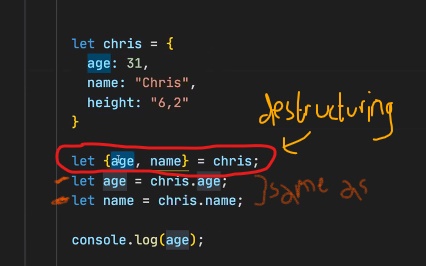 let chris = {
age: 31,
name: "Chris",
height: "6,2"
}
destructuring
let {age, name} = chris;
let age = chris.age;
same as
let name = chris.name;
console.log(age);